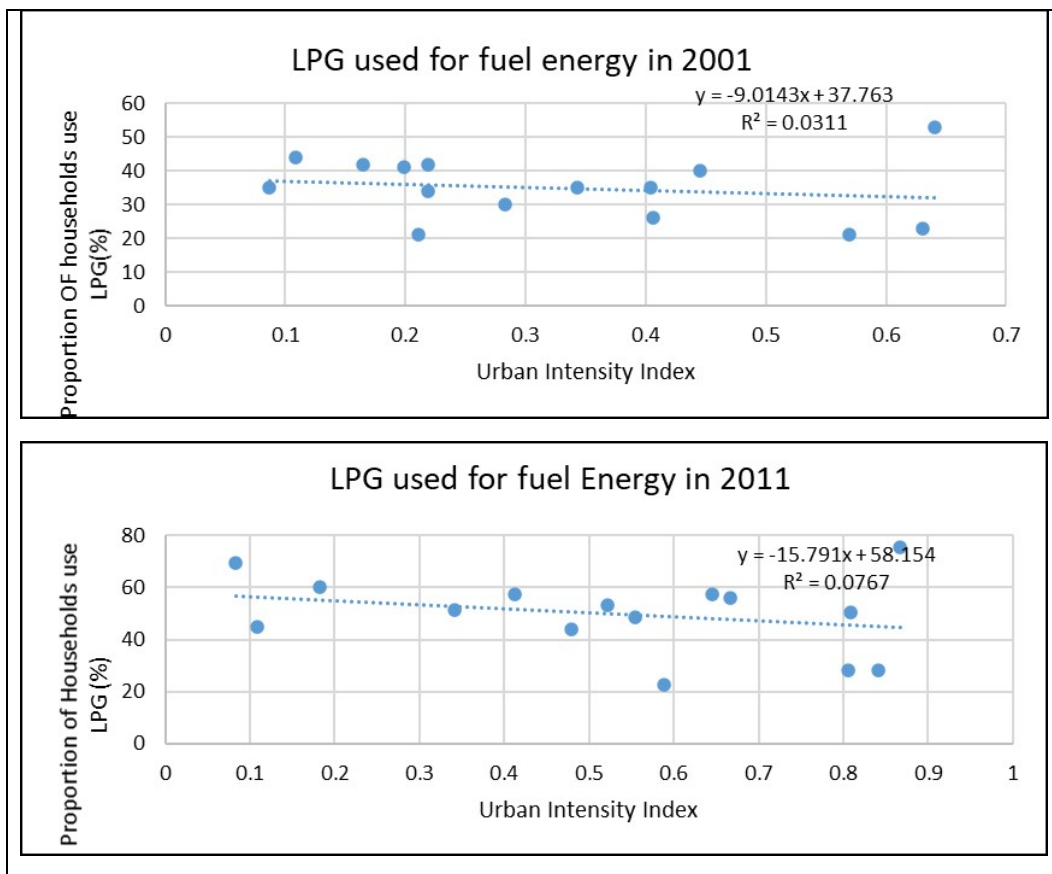 LPG used for fuel energy in 2001
y = -9.0143x + 37.763
R² = 0.0311
Proportion OF households use
LPG(%)
60
50
40
30
20
10
0
0 0.1 0.2 0.3 0.4 0.5 0.6 0.7
Urban Intensity Index
LPG used for fuel Energy in 2011
y = -15.791x + 58.154
R² = 0.0767
Proportion of Households use
LPG (%)
80
60
40
20
0
0 0.1 0.2 0.3 0.4 0.5 0.6 0.7 0.8 0.9 1
Urban Intensity Index